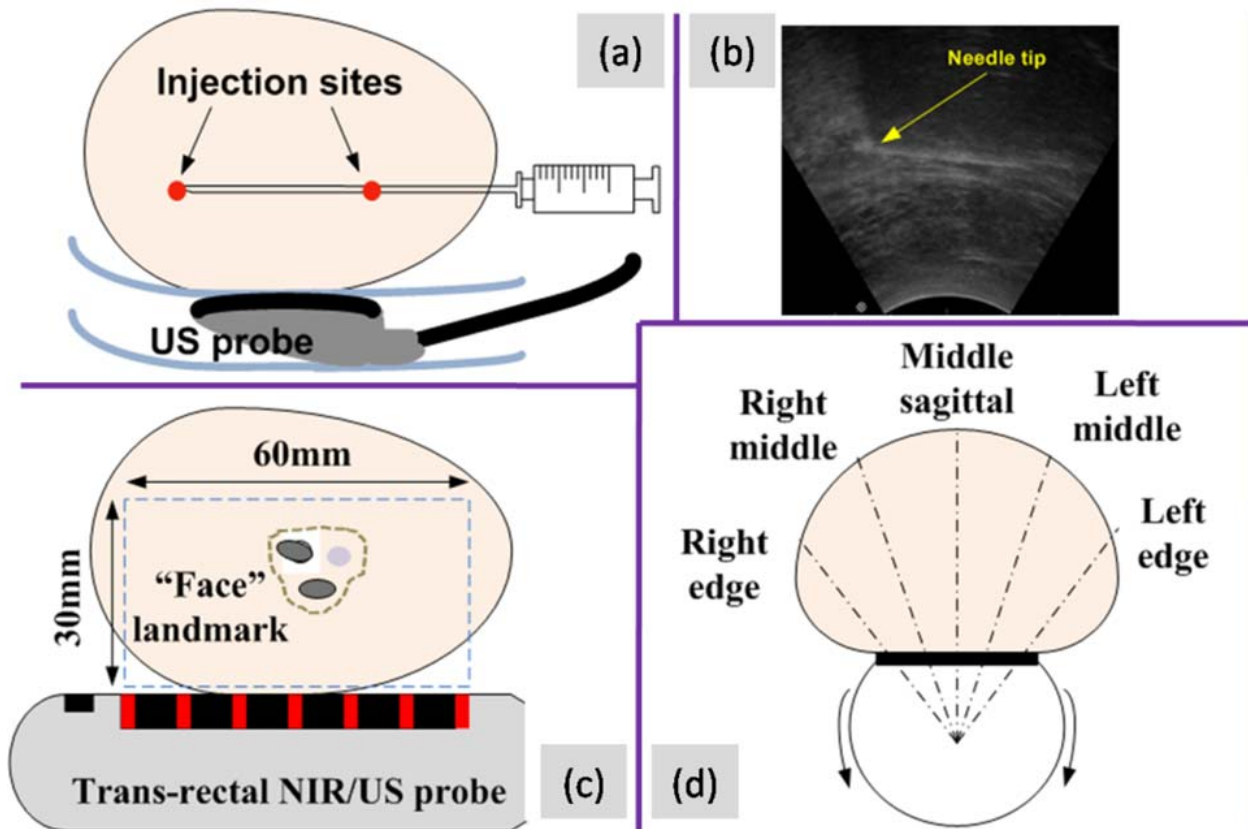 (a)
Injection sites
US probe
(b)
Needle tip
60mm
30mm
“Face”
landmark
Trans-rectal NIR/US probe
(c)
Middle
sagittal
Right
middle
Left
middle
Right
edge
Left
edge
(d)